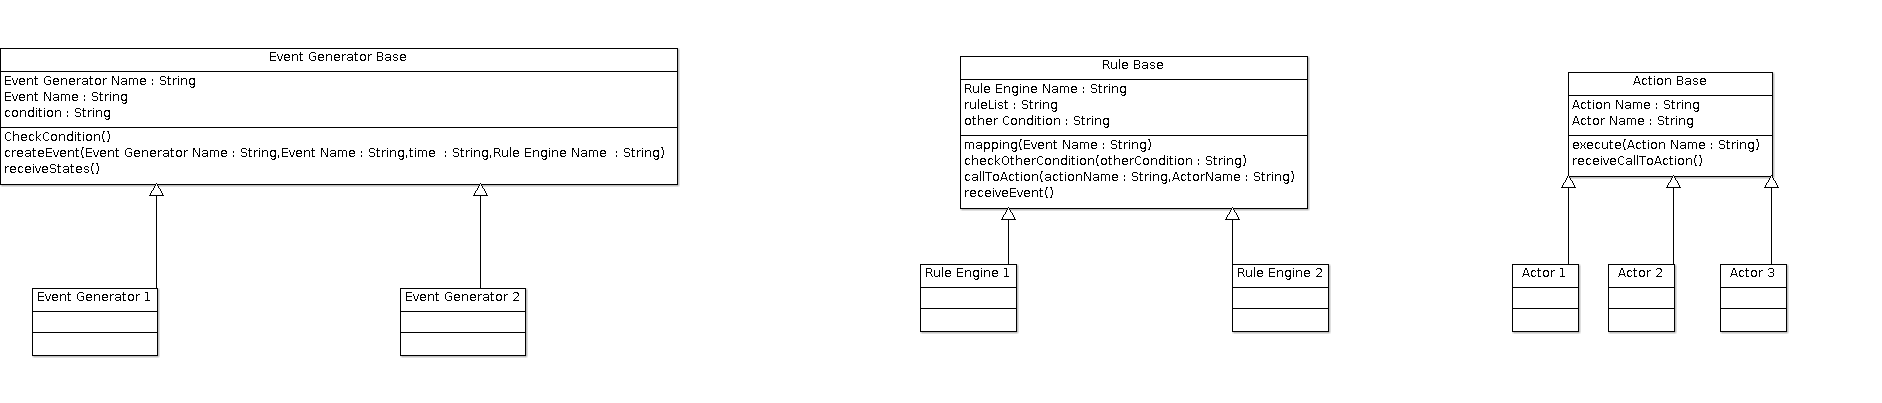 Event Generator Base
Event Generator Name : String
Event Name : String
condition : String
CheckCondition()
createEvent(Event Generator Name : String,Event Name : String,time  : String,Rule Engine Name  : String)
receiveStates()
Event Generator 1
Event Generator 2
Rule Base
Rule Engine Name : String
ruleList : String
other Condition : String
mapping(Event Name : String)
checkOtherCondition(otherCondition : String)
callToAction(actionName : String,ActorName : String)
receiveEvent()
Rule Engine 1
Rule Engine 2
Action Base
Action Name : String
Actor Name : String
execute(Action Name : String)
receiveCallToAction()
Actor 1
Actor 2
Actor 3